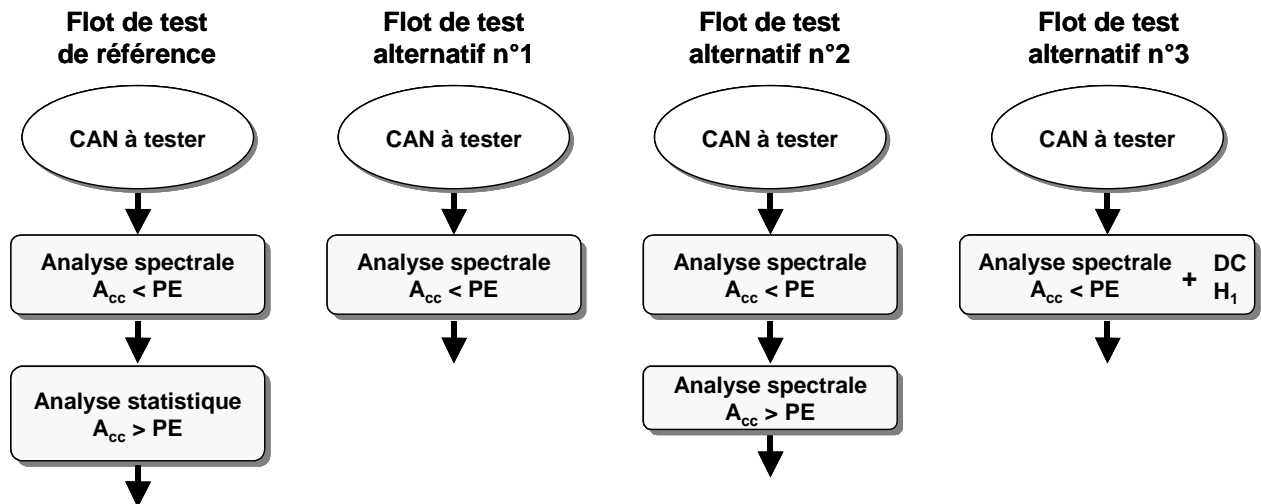 Flot de test
de référence
CAN à tester
Analyse spectrale
Acc < PE
Analyse statistique
Acc > PE
Flot de test
alternatif n°1
CAN à tester
Analyse spectrale
Acc < PE
Flot de test
alternatif n°2
CAN à tester
Analyse spectrale
Acc < PE
Analyse spectrale
Acc > PE
Flot de test
alternatif n°3
CAN à tester
Analyse spectrale
Acc < PE
+
DC
H1